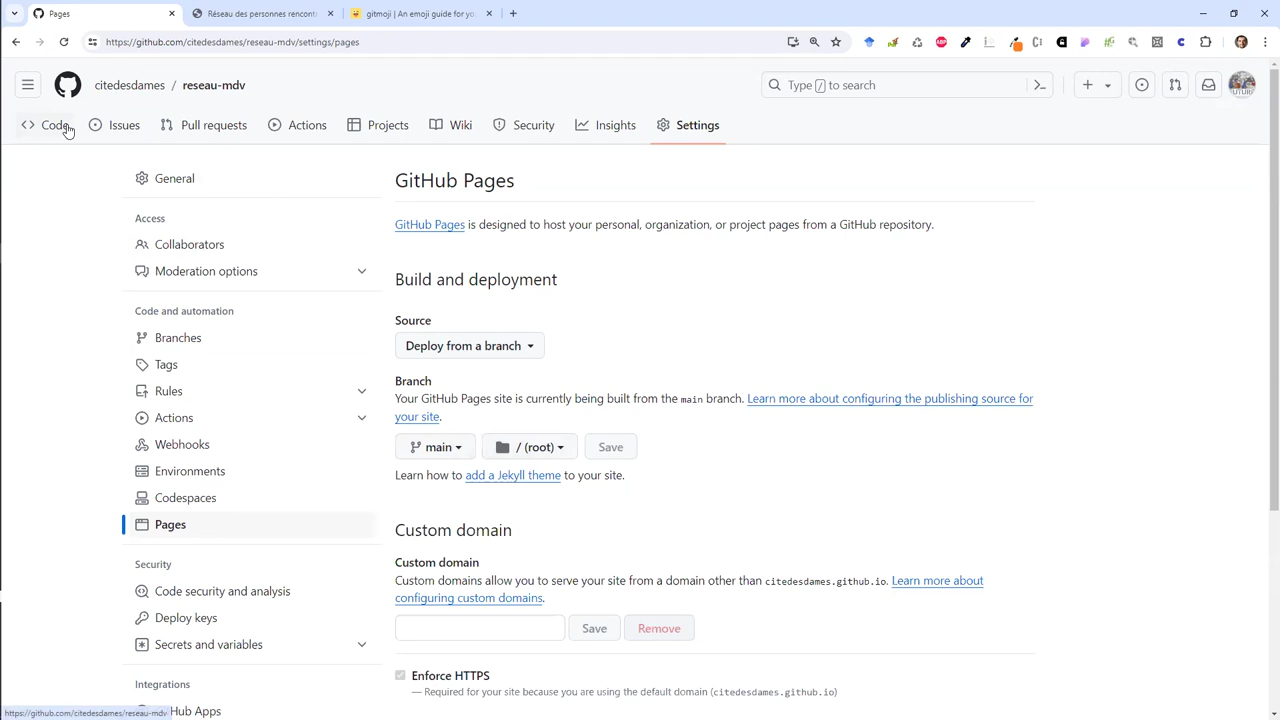 Pages
Réseau des personnes rencont
gitmoji | An emoji guide for yo
https://github.com/citedesdames/reseau-mdv/settings/pages
citedesdames / reseau-mdv
Type / to search
Code
Issues
Pull requests
Actions
Projects
Wiki
Security
Insights
Settings
General
Access
Collaborators
Moderation options
Code and automation
Branches
Tags
Rules
Actions
Webhooks
Environments
Codespaces
Pages
Security
Code security and analysis
Deploy keys
Secrets and variables
Integrations
Hub Apps
GitHub Pages
GitHub Pages is designed to host your personal, organization, or project pages from a GitHub repository.
Build and deployment
Source
Deploy from a branch
Branch
Your GitHub Pages site is currently being built from the main branch. Learn more about configuring the publishing source for
your site.
main
/ (root)
Save
Learn how to add a Jekyll theme to your site.
Custom domain
Custom domain
Custom domains allow you to serve your site from a domain other than citedesdames.github.io. Learn more about
configuring custom domains.
Save
Remove
Enforce HTTPS
— Required for your site because you are using the default domain (citedesdames.github.io)
https://github.com/citedesdames/reseau-mdv